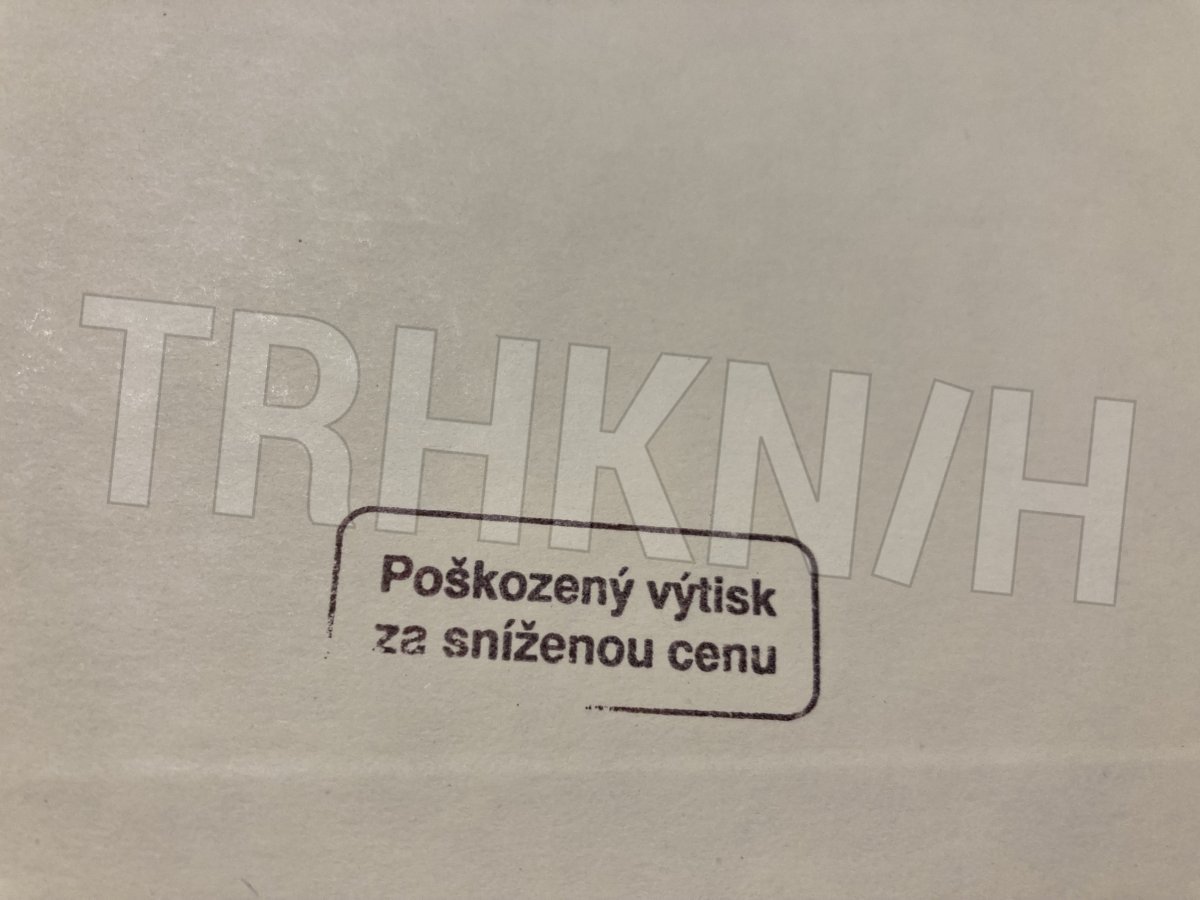 TRHKN/H
Poškozený výtisk
za sníženou cenu